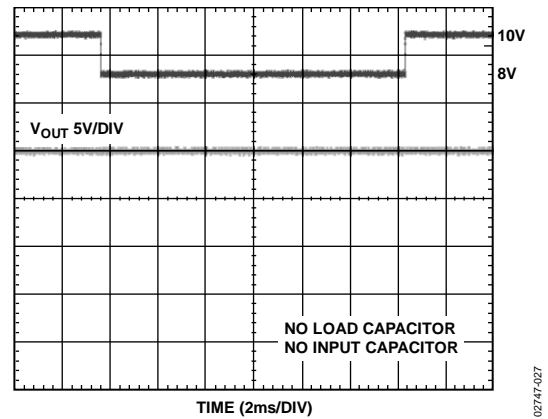 10V
8V
VOUT 5V/DIV
NO LOAD CAPACITOR
NO INPUT CAPACITOR
TIME (2ms/DIV)
02747-027